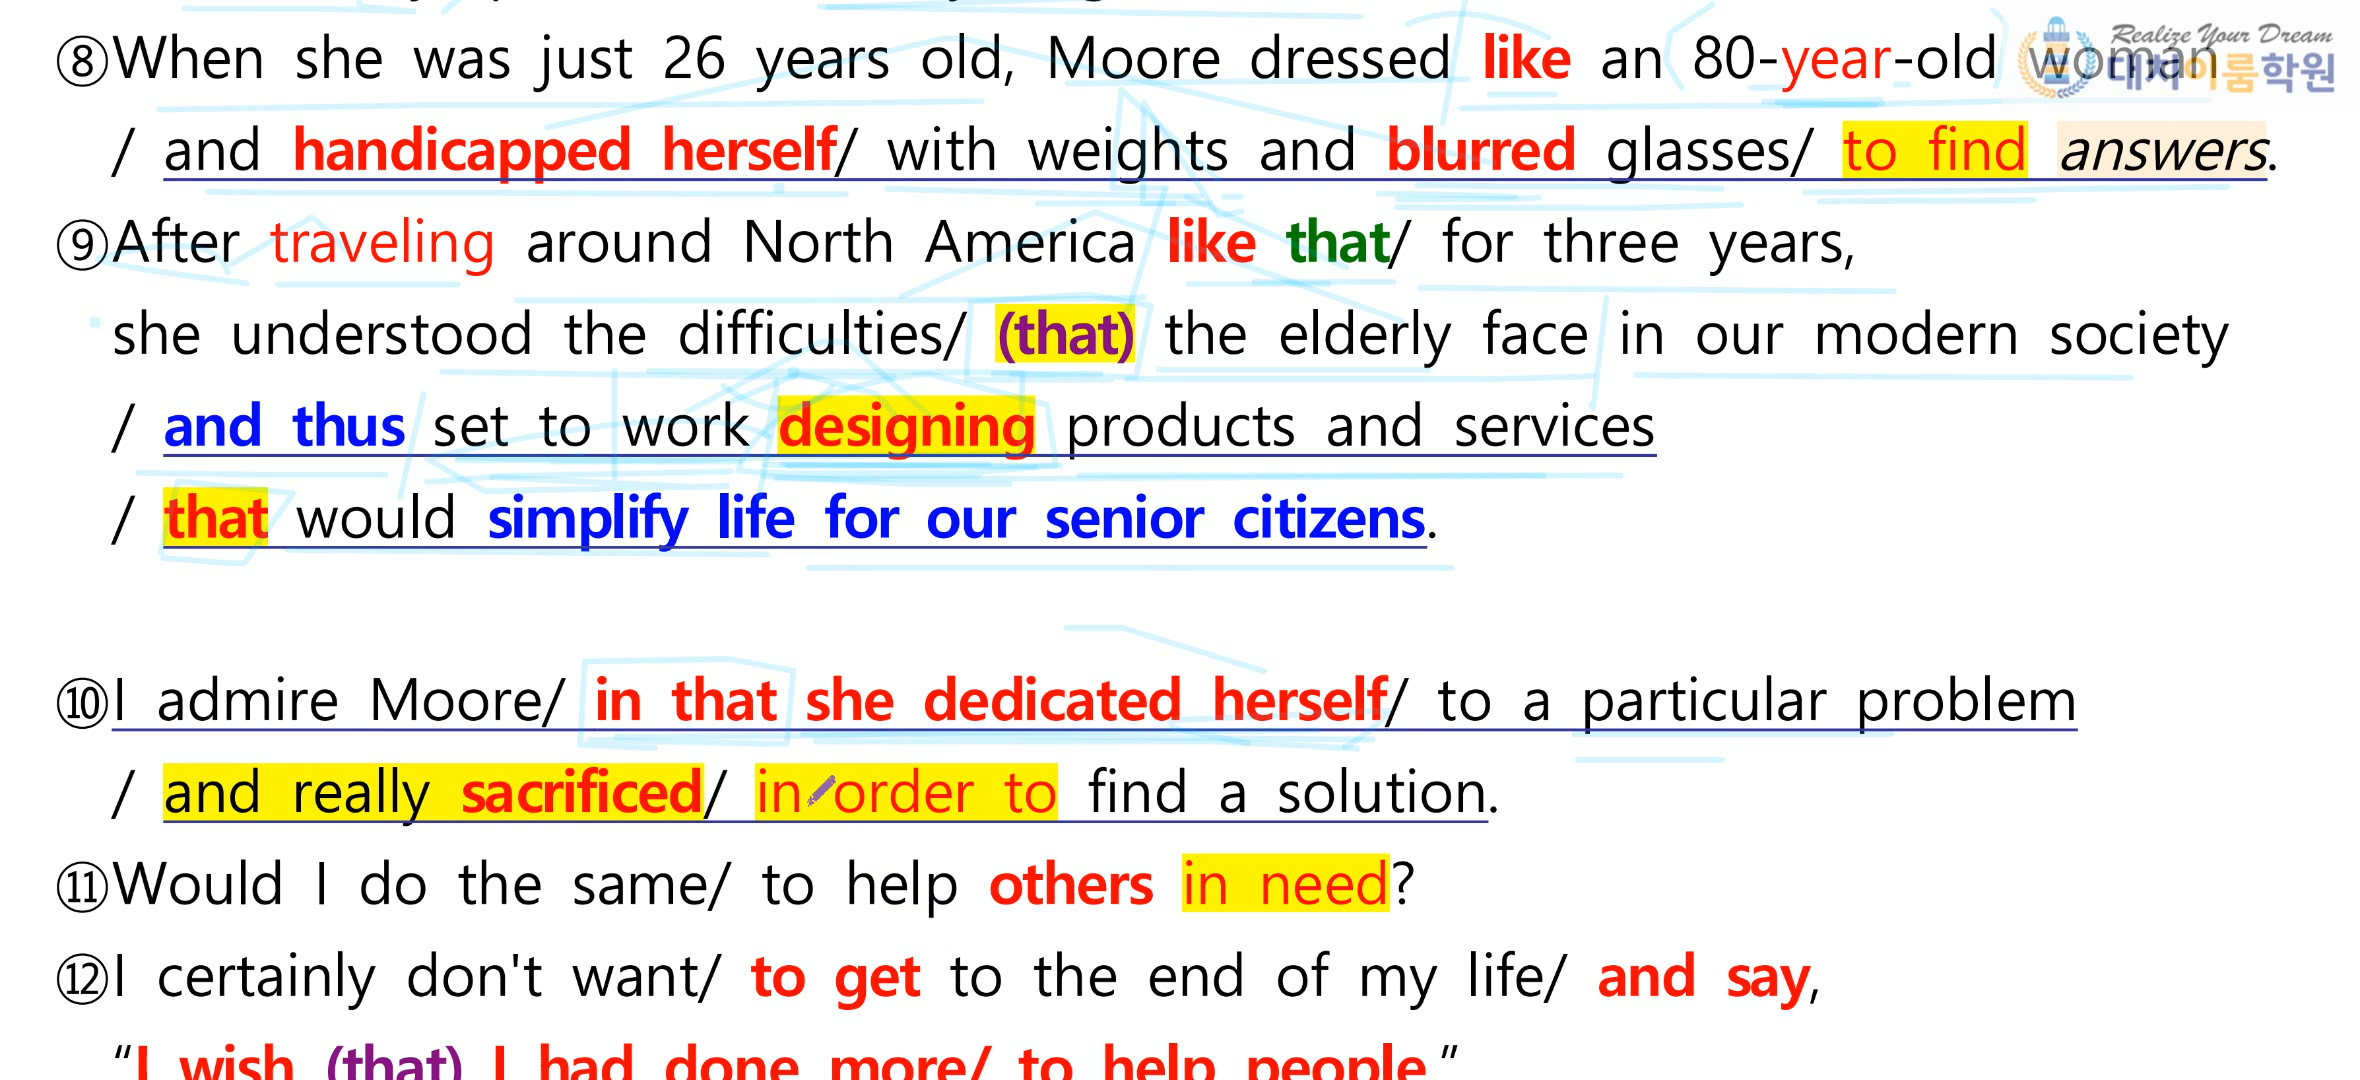 ⑧When she was just 26 years old, Moore dressed like an 80-year-old woman
Realize Your Dream
대치이룸학원
/ and handicapped herself/ with weights and blurred glasses/ to find answers.
⑨After traveling around North America like that/ for three years,
she understood the difficulties/ (that) the elderly face in our modern society
/ and thus set to work designing products and services
/ that would simplify life for our senior citizens.
⑩I admire Moore/ in that she dedicated herself/ to a particular problem
/ and really sacrificed/ in order to find a solution.
⑪Would I do the same/ to help others in need?
⑫I certainly don't want/ to get to the end of my life/ and say,
“I wish (that) I had done more/ to help people.”